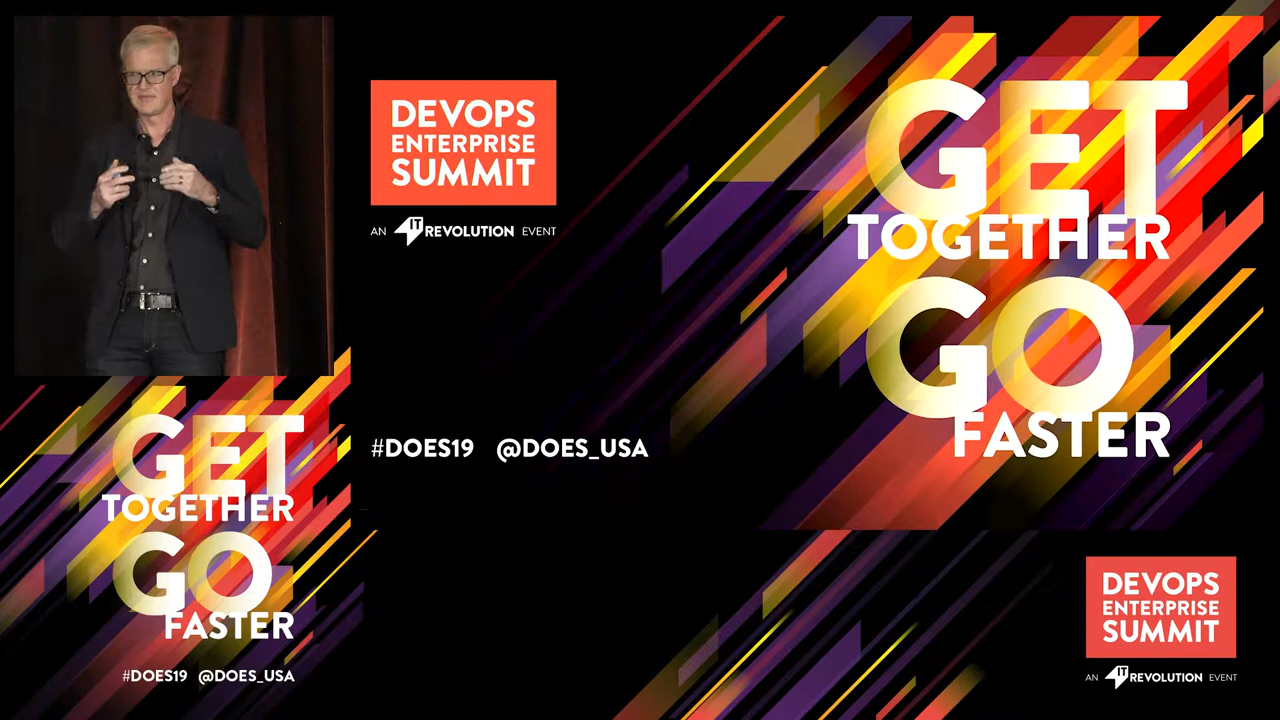 DEVOPS
ENTERPRISE
SUMMIT
AN IT REVOLUTION EVENT
#DOES19 @DOES_USA
GET
TOGETHER
GO
FASTER
GET
TOGETHER
GO
FASTER
#DOES19 @DOES_USA
DEVOPS
ENTERPRISE
SUMMIT
AN IT REVOLUTION EVENT